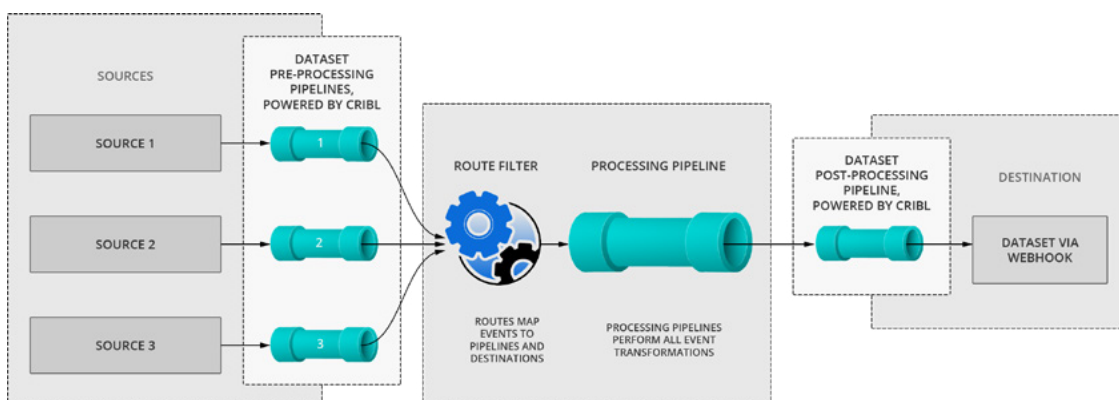 SOURCES
DATASET
PRE-PROCESSING
PIPELINES,
POWERED BY CRIBL
SOURCE 1
1
SOURCE 2
2
SOURCE 3
3
ROUTE FILTER
ROUTES MAP
EVENTS TO
PIPELINES AND
DESTINATIONS
PROCESSING PIPELINE
PROCESSING PIPELINES
PERFORM ALL EVENT
TRANSFORMATIONS
DATASET
POST-PROCESSING
PIPELINE,
POWERED BY CRIBL
DESTINATION
DATASET VIA
WEBHOOK